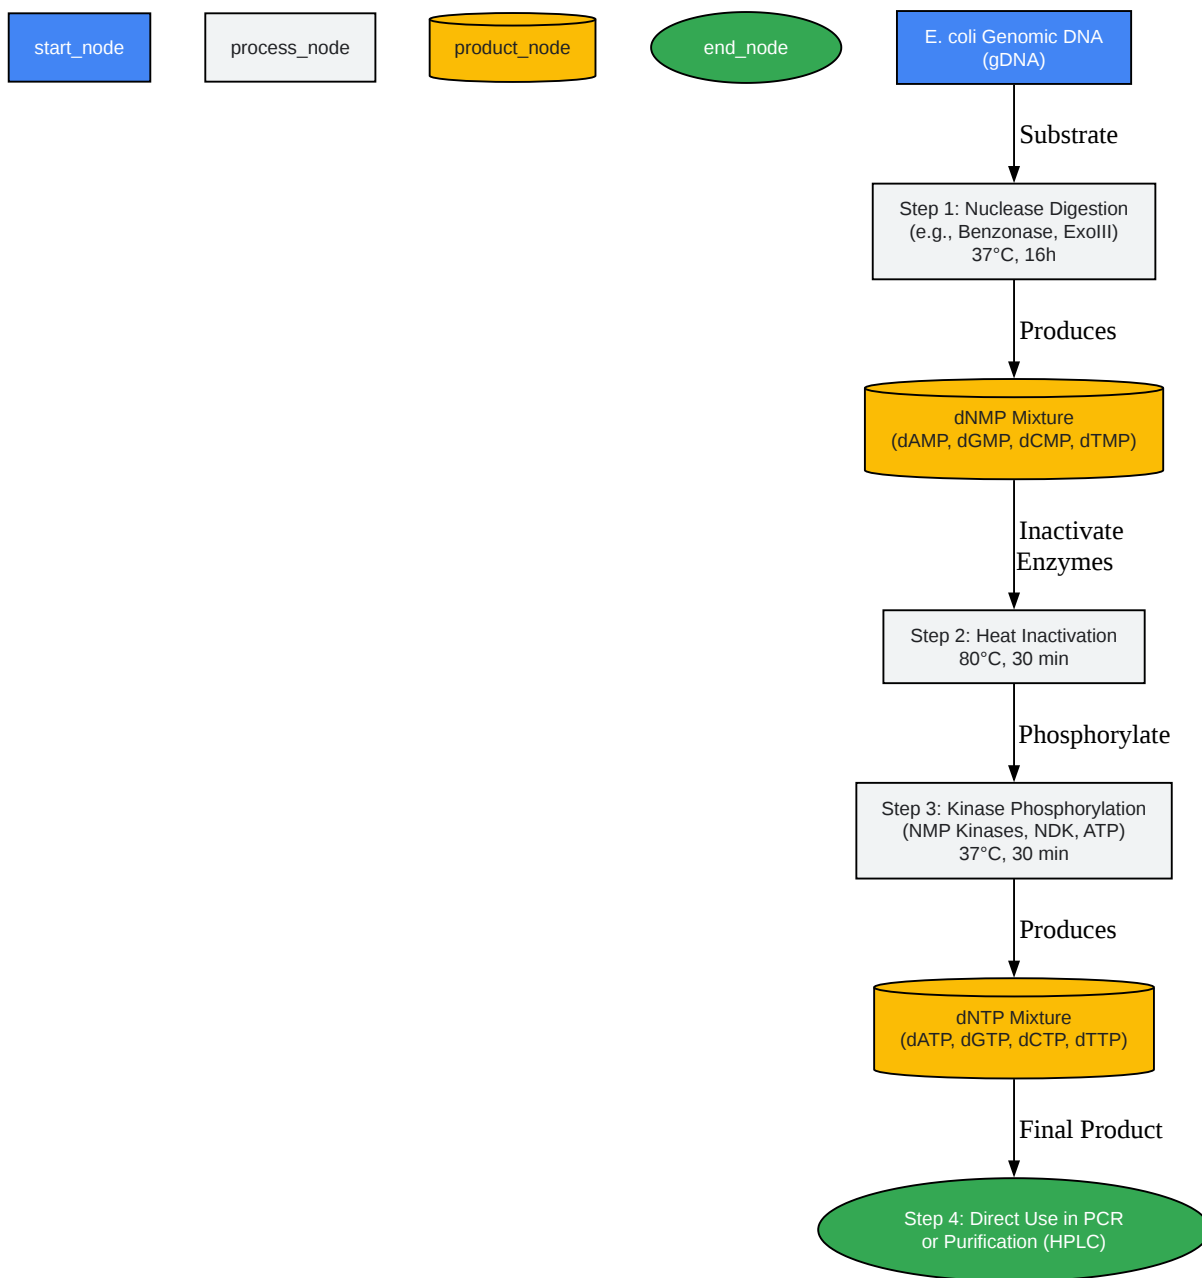 start_node
process_node
product_node
end_node
E. coli Genomic DNA
(gDNA)
Substrate
Step 1: Nuclease Digestion
(e.g., Benzonase, ExoIII)
37°C, 16h
Produces
dNMP Mixture
(dAMP, dGMP, dCMP, dTMP)
Inactivate
Enzymes
Step 2: Heat Inactivation
80°C, 30 min
Phosphorylate
Step 3: Kinase Phosphorylation
(NMP Kinases, NDK, ATP)
37°C, 30 min
Produces
dNTP Mixture
(dATP, dGTP, dCTP, dTTP)
Final Product
Step 4: Direct Use in PCR
or Purification (HPLC)